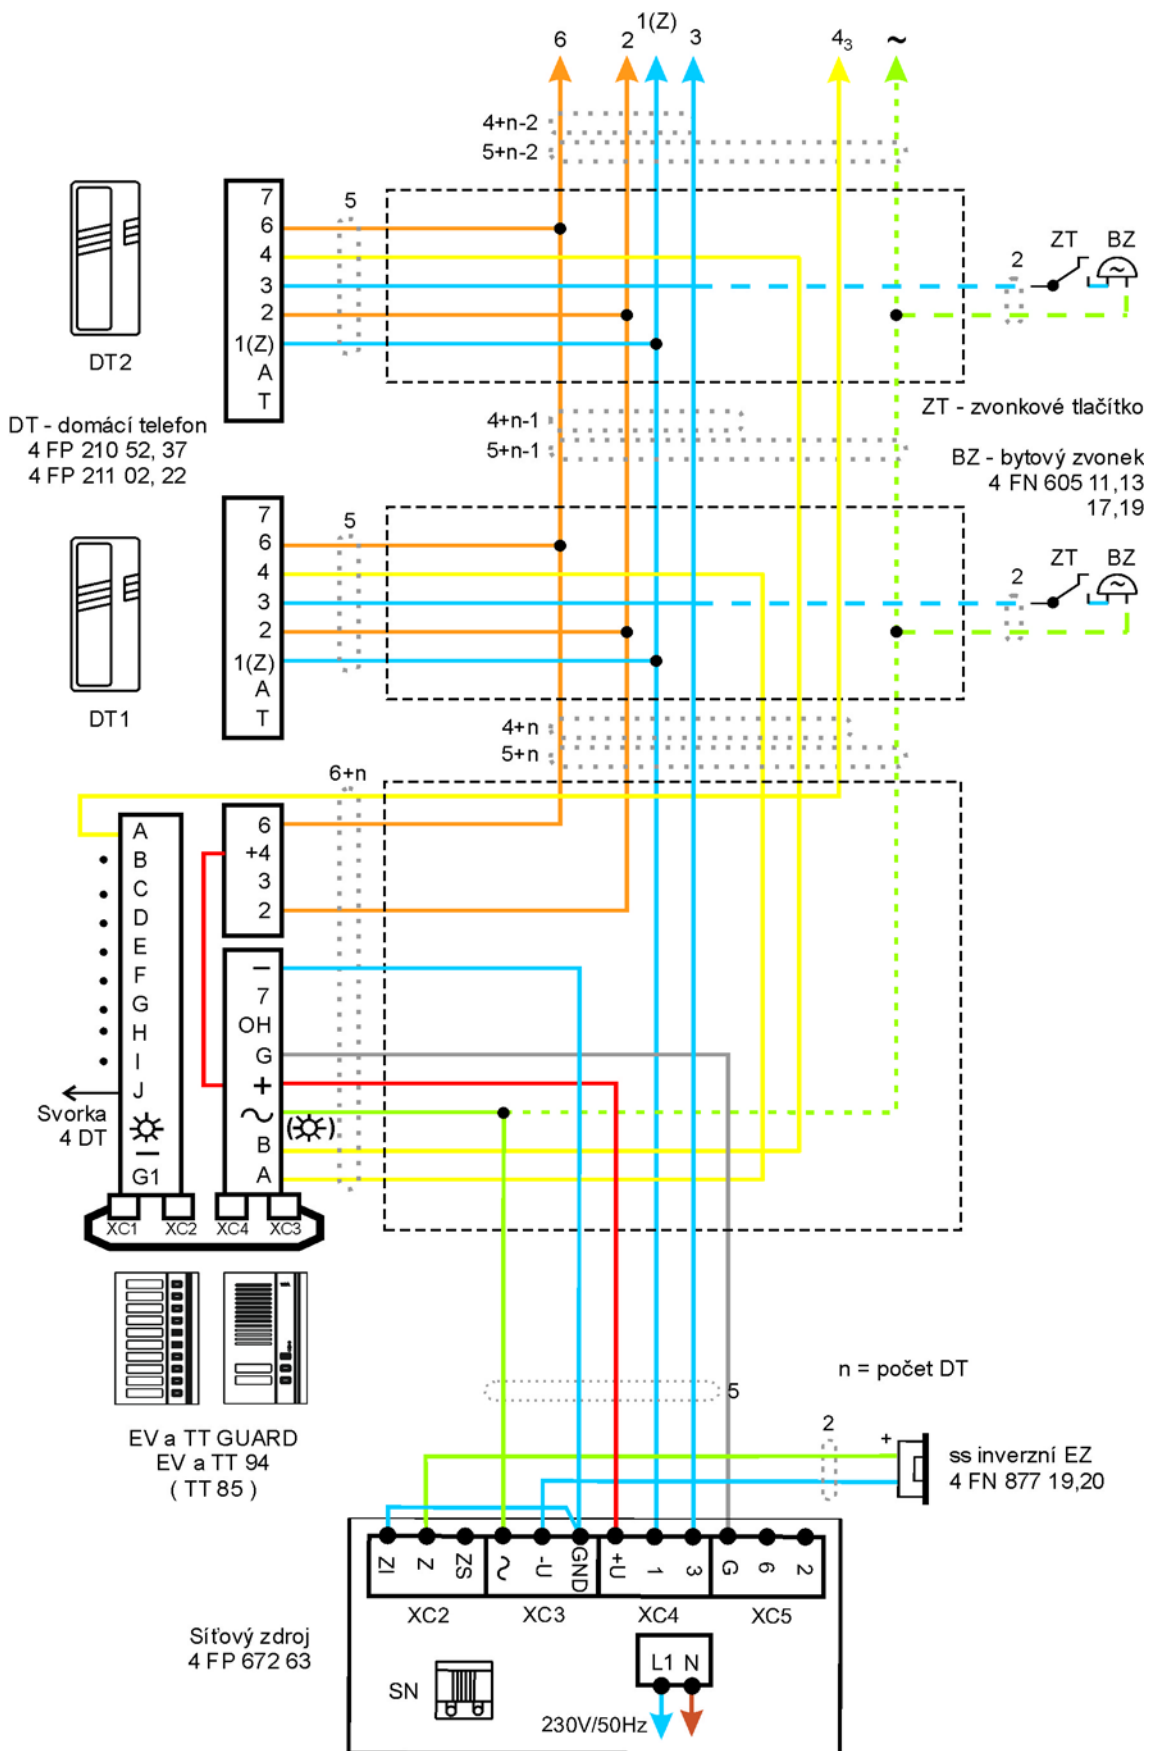 6
2
1(Z)
3
4₃
~
4+n-2
5+n-2
7
6
4
3
2
1(Z)
A
T
5
DT2
2
ZT
BZ
~
DT - domácí telefon
4 FP 210 52, 37
4 FP 211 02, 22
4+n-1
5+n-1
ZT - zvonkové tlačítko
BZ - bytový zvonek
4 FN 605 11,13
17,19
7
6
4
3
2
1(Z)
A
T
5
DT1
2
ZT
BZ
~
4+n
5+n
6+n
A
B
C
D
E
F
G
H
I
J
—
G1
Svorka
4 DT
6
+4
3
2
—
7
OH
G
+
~
B
A
( )
XC1
XC2
XC4
XC3
EV a TT GUARD
EV a TT 94
( TT 85 )
n = počet DT
5
2
+
ss inverzní EZ
4 FN 877 19,20
ZI
Z
ZS
~
-U
GND
+U
1
3
G
6
2
XC2
XC3
XC4
XC5
Síťový zdroj
4 FP 672 63
SN
L1 N
230V/50Hz